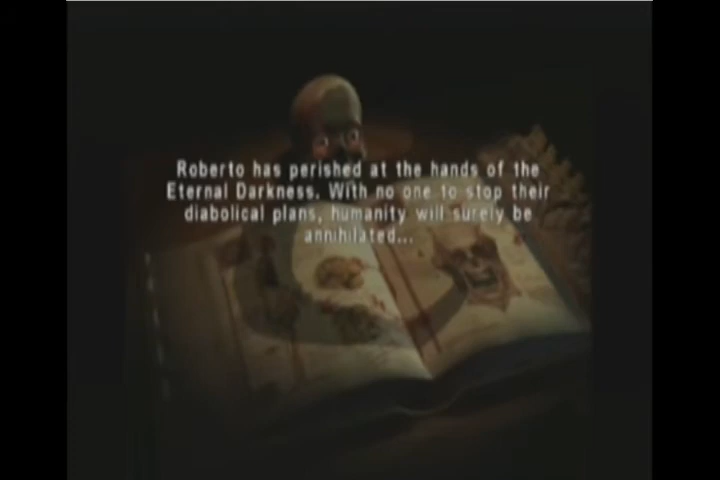 Roberto has perished at the hands of the
Eternal Darkness. With no one to stop their
diabolical plans, humanity will surely be
annihilated...